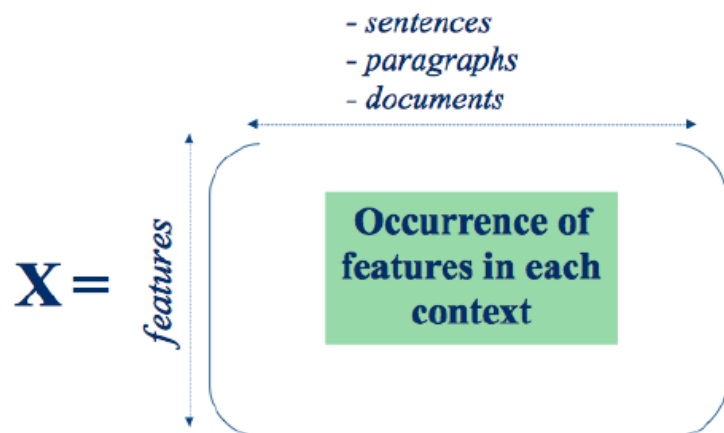 - sentences
- paragraphs
- documents
X =
features
Occurrence of
features in each
context